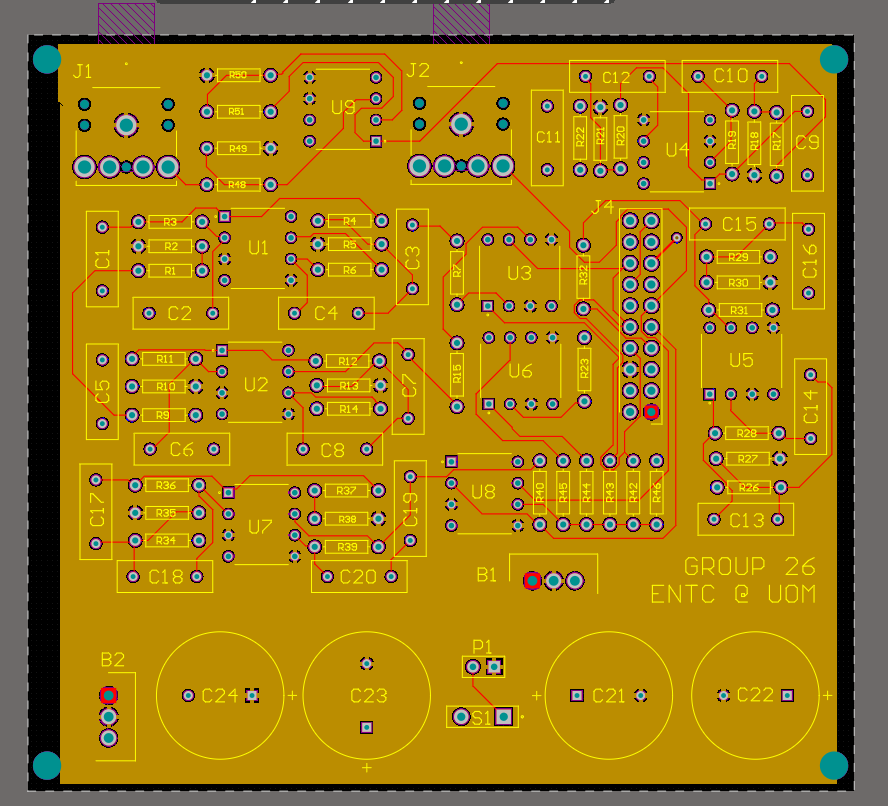 J1
R50
R51
R49
R48
U9
J2
C12
C10
C11
R22
R21
R20
U4
R19
R18
R17
C9
C1
R3
R2
R1
U1
R4
R5
R6
C3
C2
C4
R7
U3
R32
J4
C15
R29
R30
R31
C16
C5
R11
R10
R9
U2
R12
R13
R14
C7
C6
C8
R15
U6
R23
U5
C14
R28
R27
R26
C13
C17
R36
R35
R34
U7
R37
R38
R39
C19
C18
C20
U8
R40
R45
R44
R43
R42
B1
GROUP 26
ENTC @ UOM
B2
C24
+
C23
+
P1
S1
+
C21
C22
+